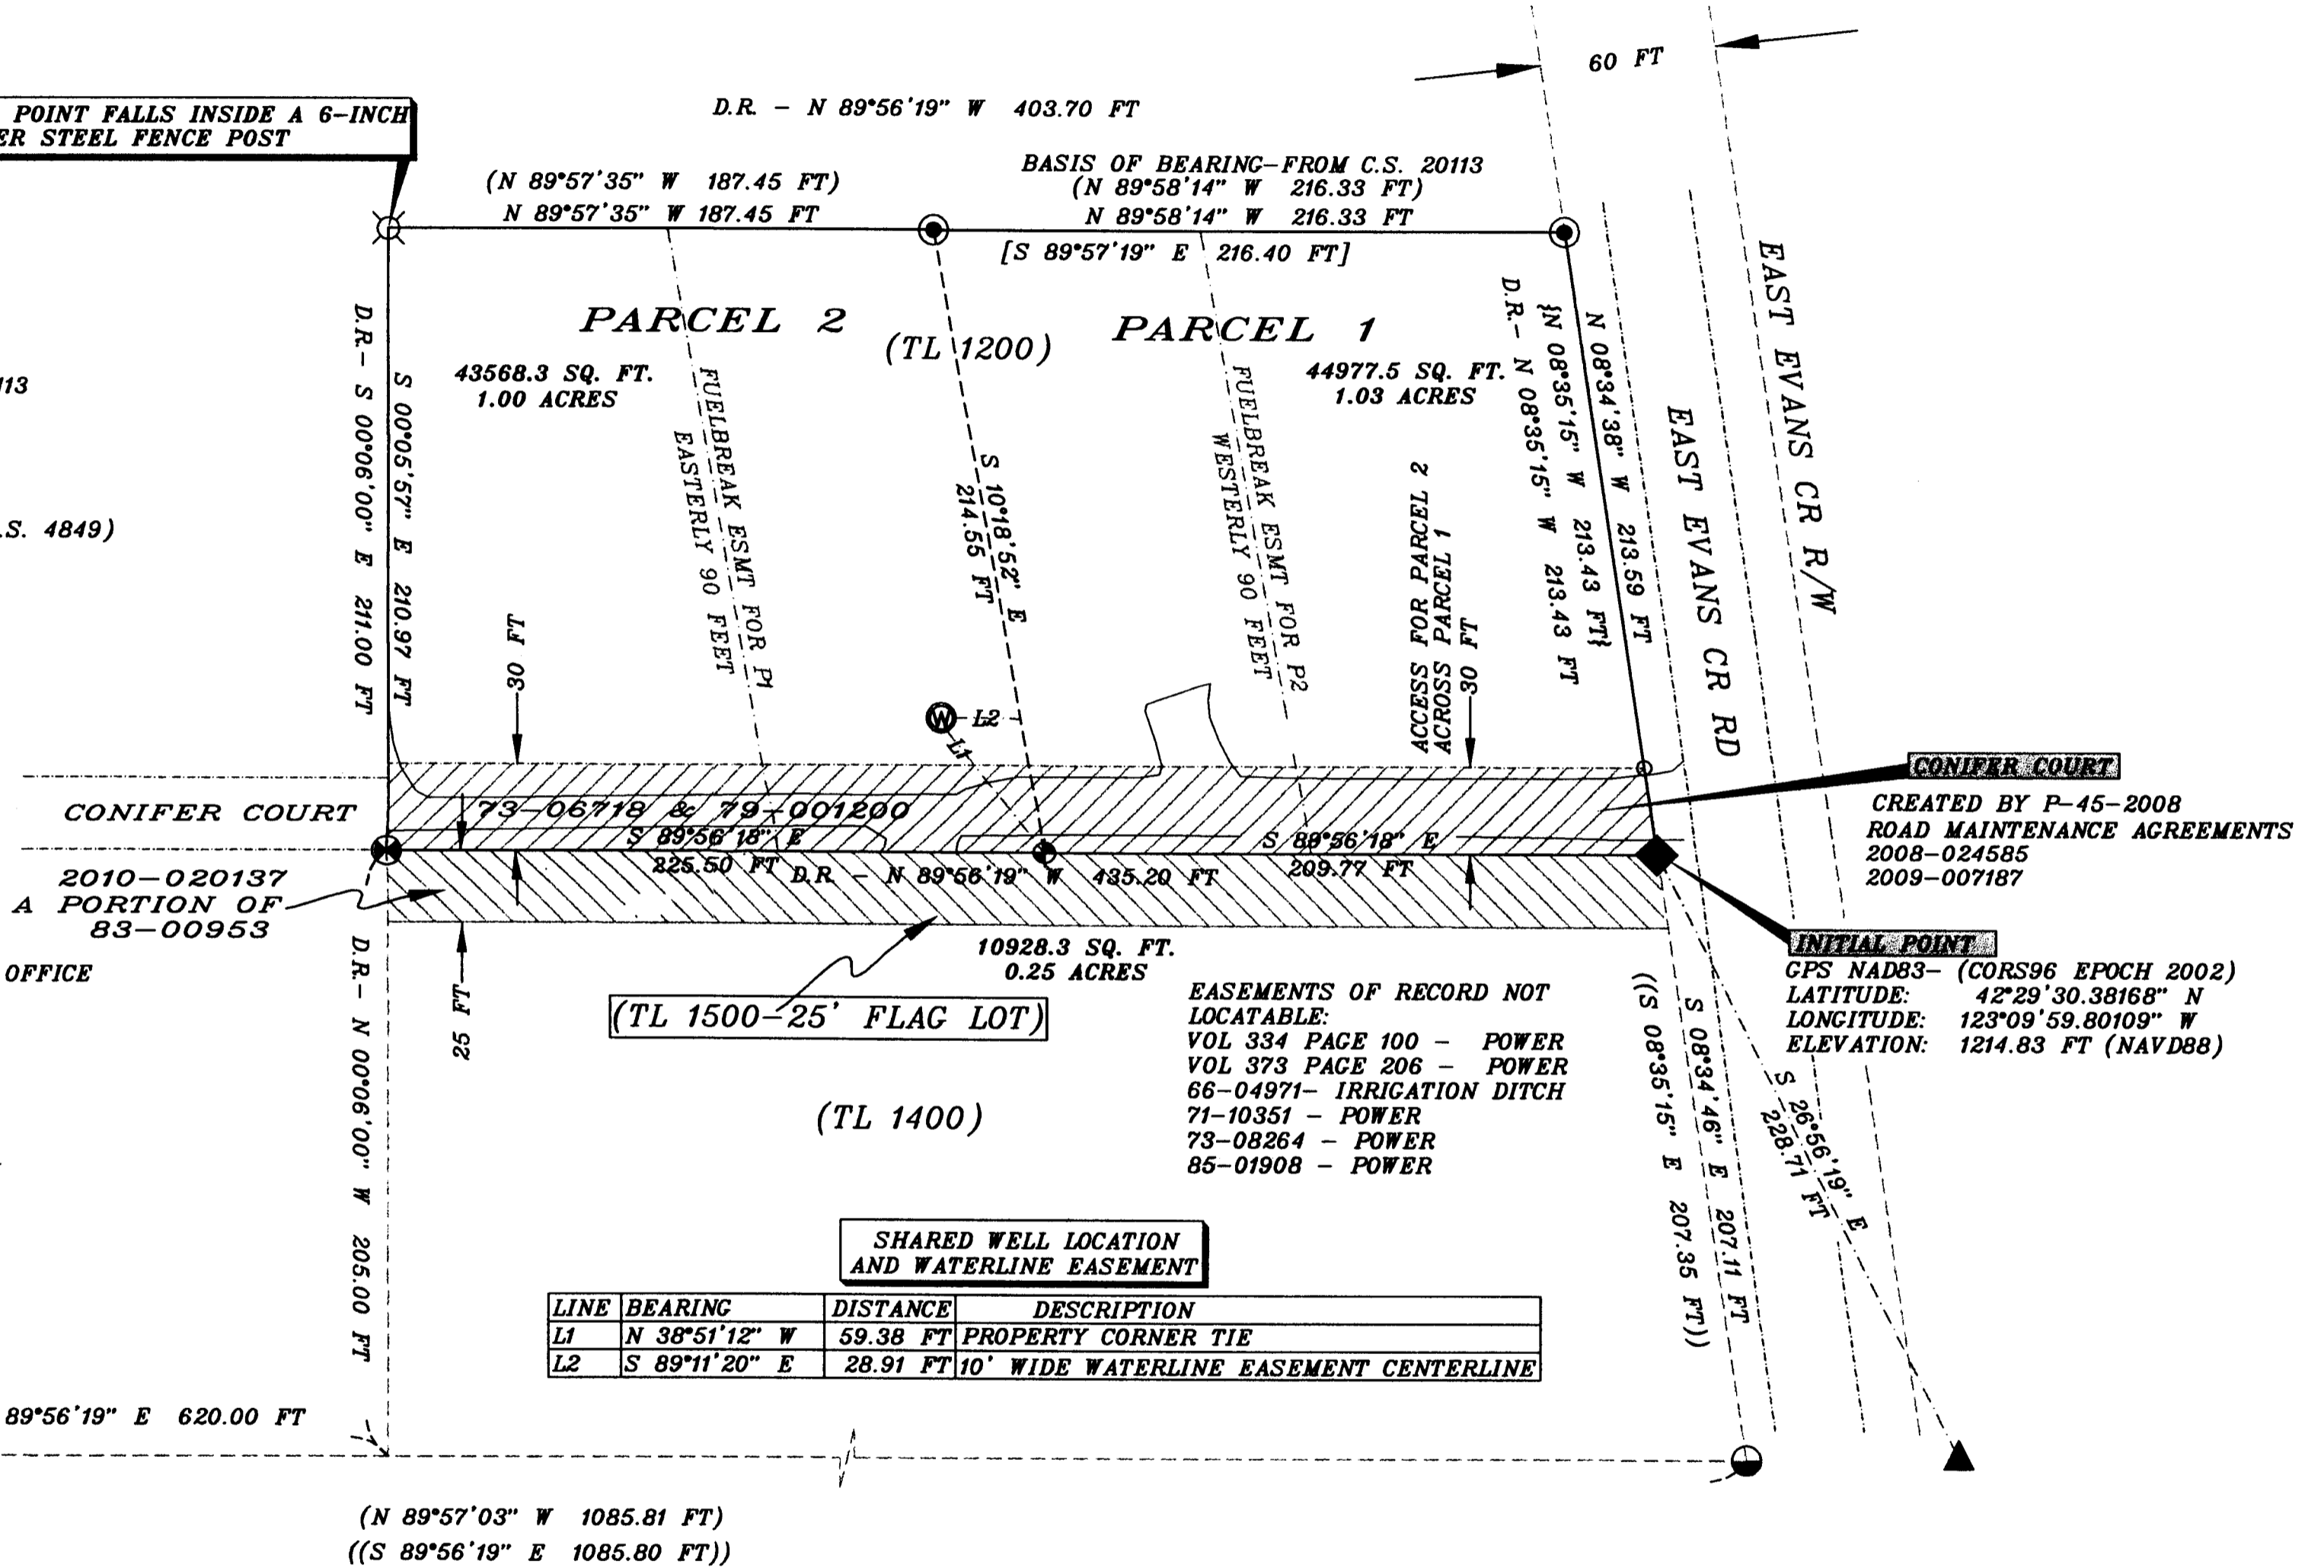 60 FT
POINT FALLS INSIDE A 6-INCH
ER STEEL FENCE POST
D.R. - N 89°56'19" W 403.70 FT
BASIS OF BEARING-FROM C.S. 20113
(N 89°57'35" W 187.45 FT)
(N 89°58'14" W 216.33 FT)
N 89°57'35" W 187.45 FT
N 89°58'14" W 216.33 FT
[S 89°57'19" E 216.40 FT]
PARCEL 2
(TL 1200)
PARCEL 1
43568.3 SQ. FT.
1.00 ACRES
44977.5 SQ. FT.
1.03 ACRES
113
.S. 4849)
D.R.- S 00°06'00" E 211.00 FT
S 00°05'57" E 210.97 FT
FUELBREAK ESMT FOR P1
EASTERLY 90 FEET
S 10°18'52" E
214.55 FT
FUELBREAK ESMT FOR P2
WESTERLY 90 FEET
ACCESS FOR PARCEL 2
ACROSS PARCEL 1
30 FT
30 FT
D.R.- N 08°35'15" W 213.43 FT
{N 08°35'15" W 213.43 FT}
N 08°34'38" W 213.59 FT
EAST EVANS CR RD
EAST EVANS CR R/W
W
L2
L1
CONIFER COURT
73-06718 & 79-001200
S 89°56'18" E
225.50 FT
D.R. - N 89°56'19" W 435.20 FT
S 89°56'18" E
209.77 FT
CONIFER COURT
CREATED BY P-45-2008
ROAD MAINTENANCE AGREEMENTS
2008-024585
2009-007187
2010-020137
A PORTION OF
83-00953
OFFICE
25 FT
10928.3 SQ. FT.
0.25 ACRES
(TL 1500-25' FLAG LOT)
INITIAL POINT
GPS NAD83- (CORS96 EPOCH 2002)
LATITUDE: 42°29'30.38168" N
LONGITUDE: 123°09'59.80109" W
ELEVATION: 1214.83 FT (NAVD88)
EASEMENTS OF RECORD NOT
LOCATABLE:
VOL 334 PAGE 100 - POWER
VOL 373 PAGE 206 - POWER
66-04971- IRRIGATION DITCH
71-10351 - POWER
73-08264 - POWER
85-01908 - POWER
(TL 1400)
D.R.- N 00°06'00" W 205.00 FT
((S 08°35'15" E 207.35 FT))
S 08°34'46" E 207.11 FT
S 26°56'19" E
228.71 FT
SHARED WELL LOCATION
AND WATERLINE EASEMENT
LINE BEARING DISTANCE DESCRIPTION
L1 N 38°51'12" W 59.38 FT PROPERTY CORNER TIE
L2 S 89°11'20" E 28.91 FT 10' WIDE WATERLINE EASEMENT CENTERLINE
89°56'19" E 620.00 FT
(N 89°57'03" W 1085.81 FT)
((S 89°56'19" E 1085.80 FT))